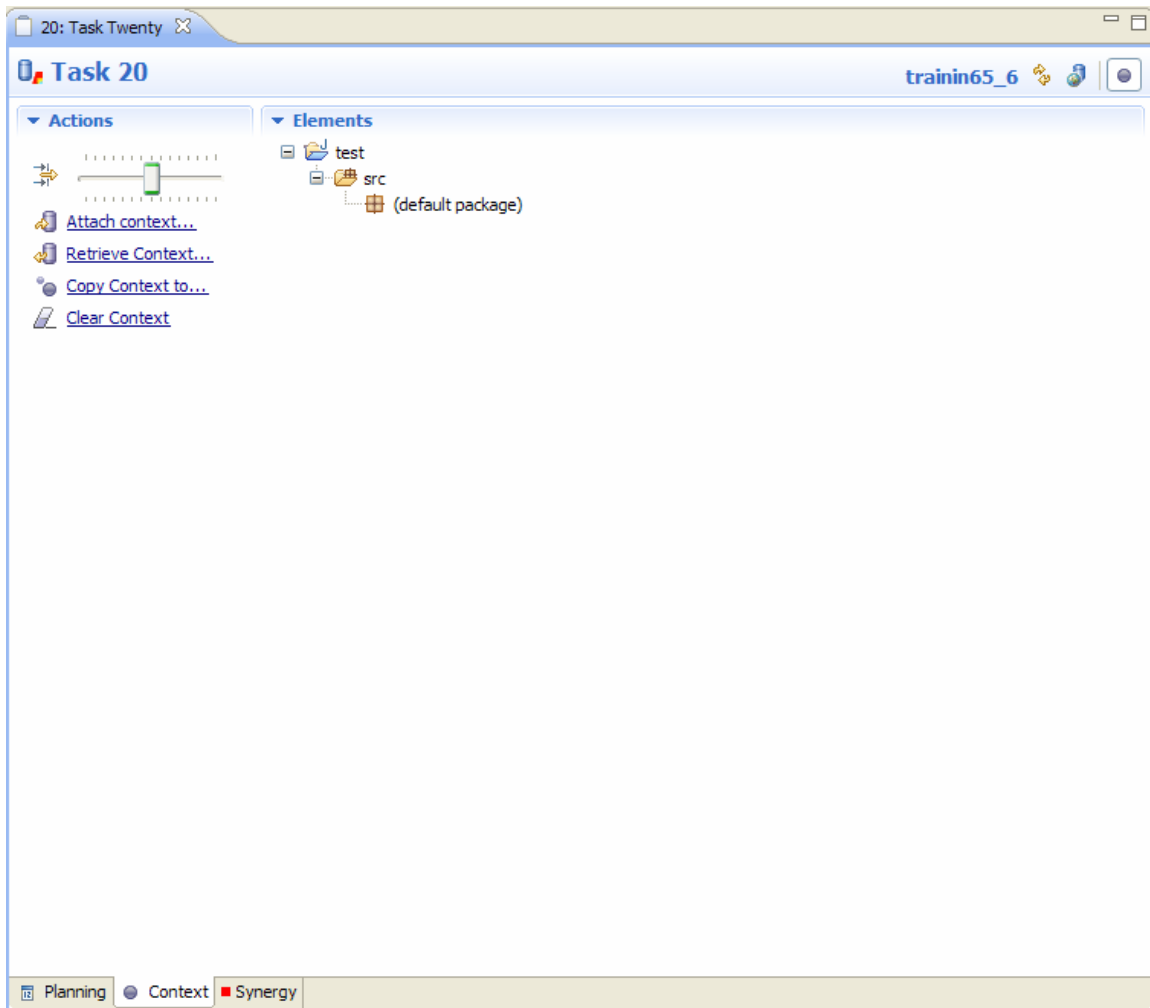 20: Task Twenty
Task 20
trainin65_6
Actions
Elements
test
src
(default package)
Attach context...
Retrieve Context...
Copy Context to...
Clear Context
Planning
Context
Synergy